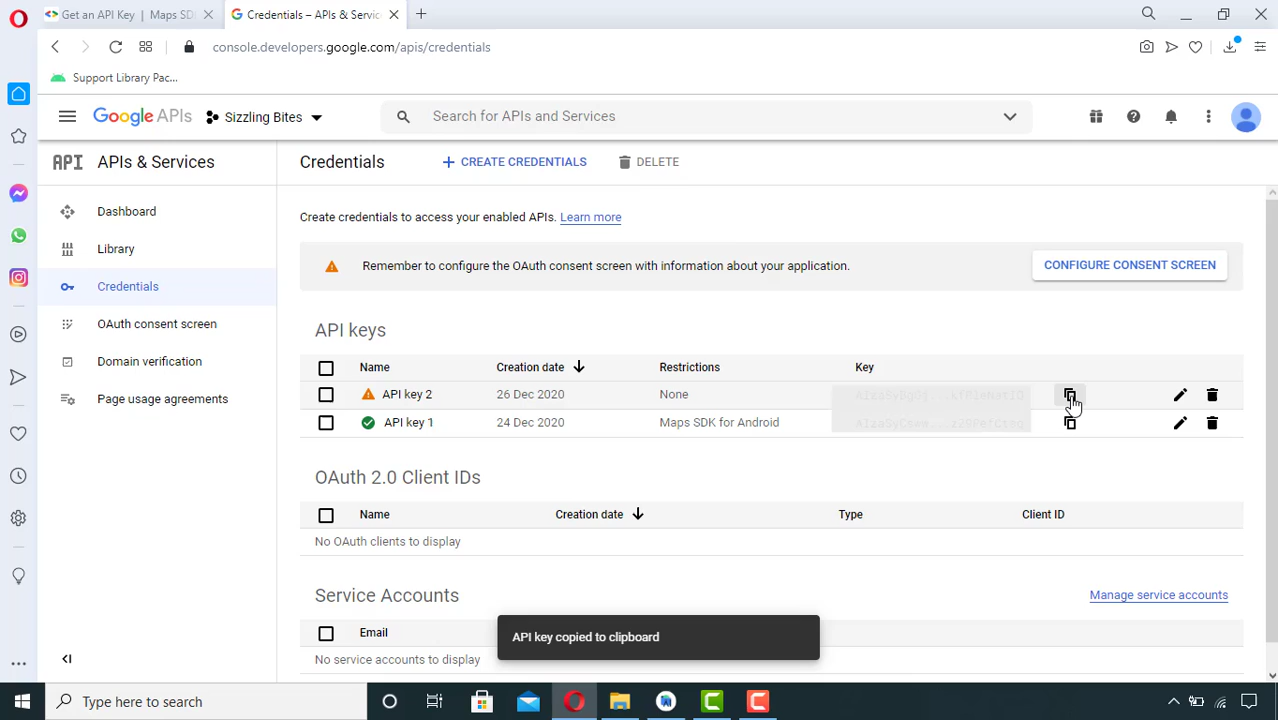 Get an API Key | Maps SD
Credentials – APIs & Servic
console.developers.google.com/apis/credentials
Support Library Pac...
Google APIs
Sizzling Bites
Search for APIs and Services
API APIs & Services
Credentials
CREATE CREDENTIALS
DELETE
Dashboard
Library
Credentials
OAuth consent screen
Domain verification
Page usage agreements
Create credentials to access your enabled APIs. Learn more
Remember to configure the OAuth consent screen with information about your application.
CONFIGURE CONSENT SCREEN
API keys
Name Creation date Restrictions Key
API key 2 26 Dec 2020 None
API key 1 24 Dec 2020 Maps SDK for Android
OAuth 2.0 Client IDs
Name Creation date Type Client ID
No OAuth clients to display
Service Accounts
Manage service accounts
Email
No service accounts to display
API key copied to clipboard
Type here to search